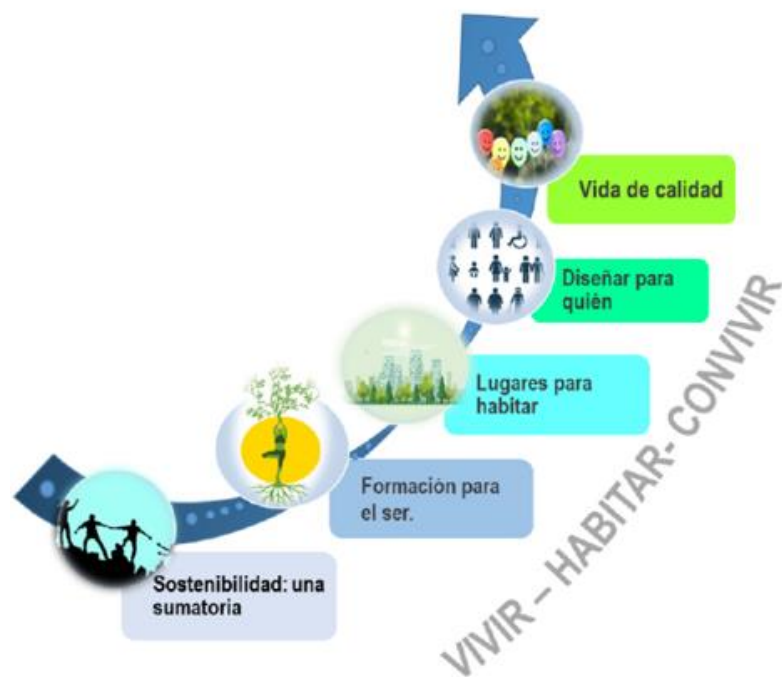 Vida de calidad
Diseñar para
quién
Lugares para
habitar
Formación para
el ser.
Sostenibilidad: una
sumatoria
VIVIR – HABITAR- CONVIVIR